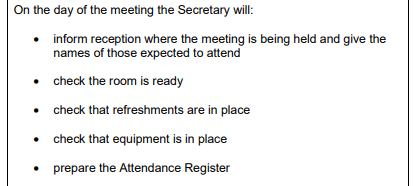 On the day of the meeting the Secretary will:
• inform reception where the meeting is being held and give the
names of those expected to attend
• check the room is ready
• check that refreshments are in place
• check that equipment is in place
• prepare the Attendance Register